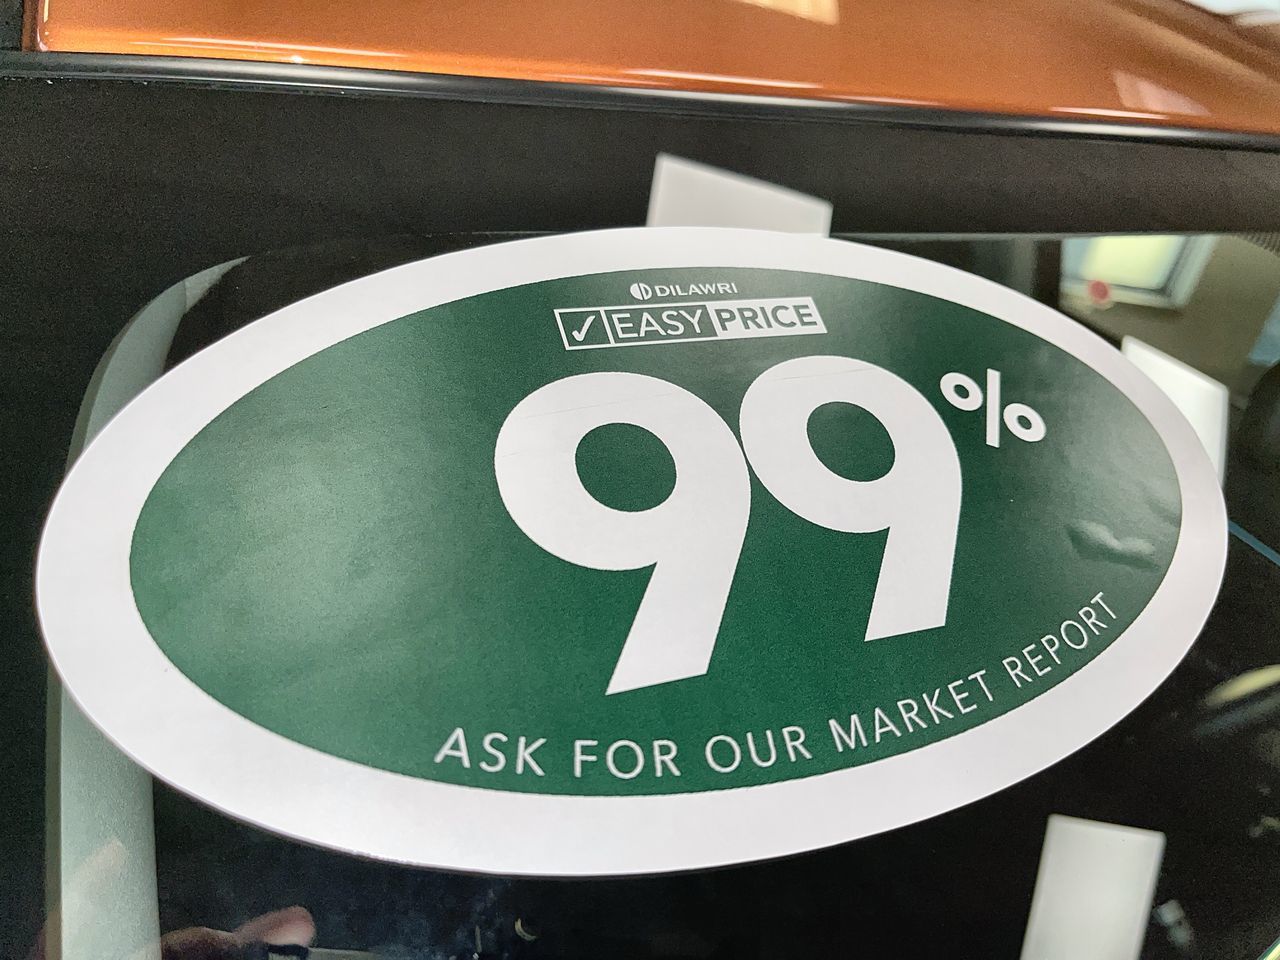 DILAWRI
✓ EASY PRICE
99%
ASK FOR OUR MARKET REPORT